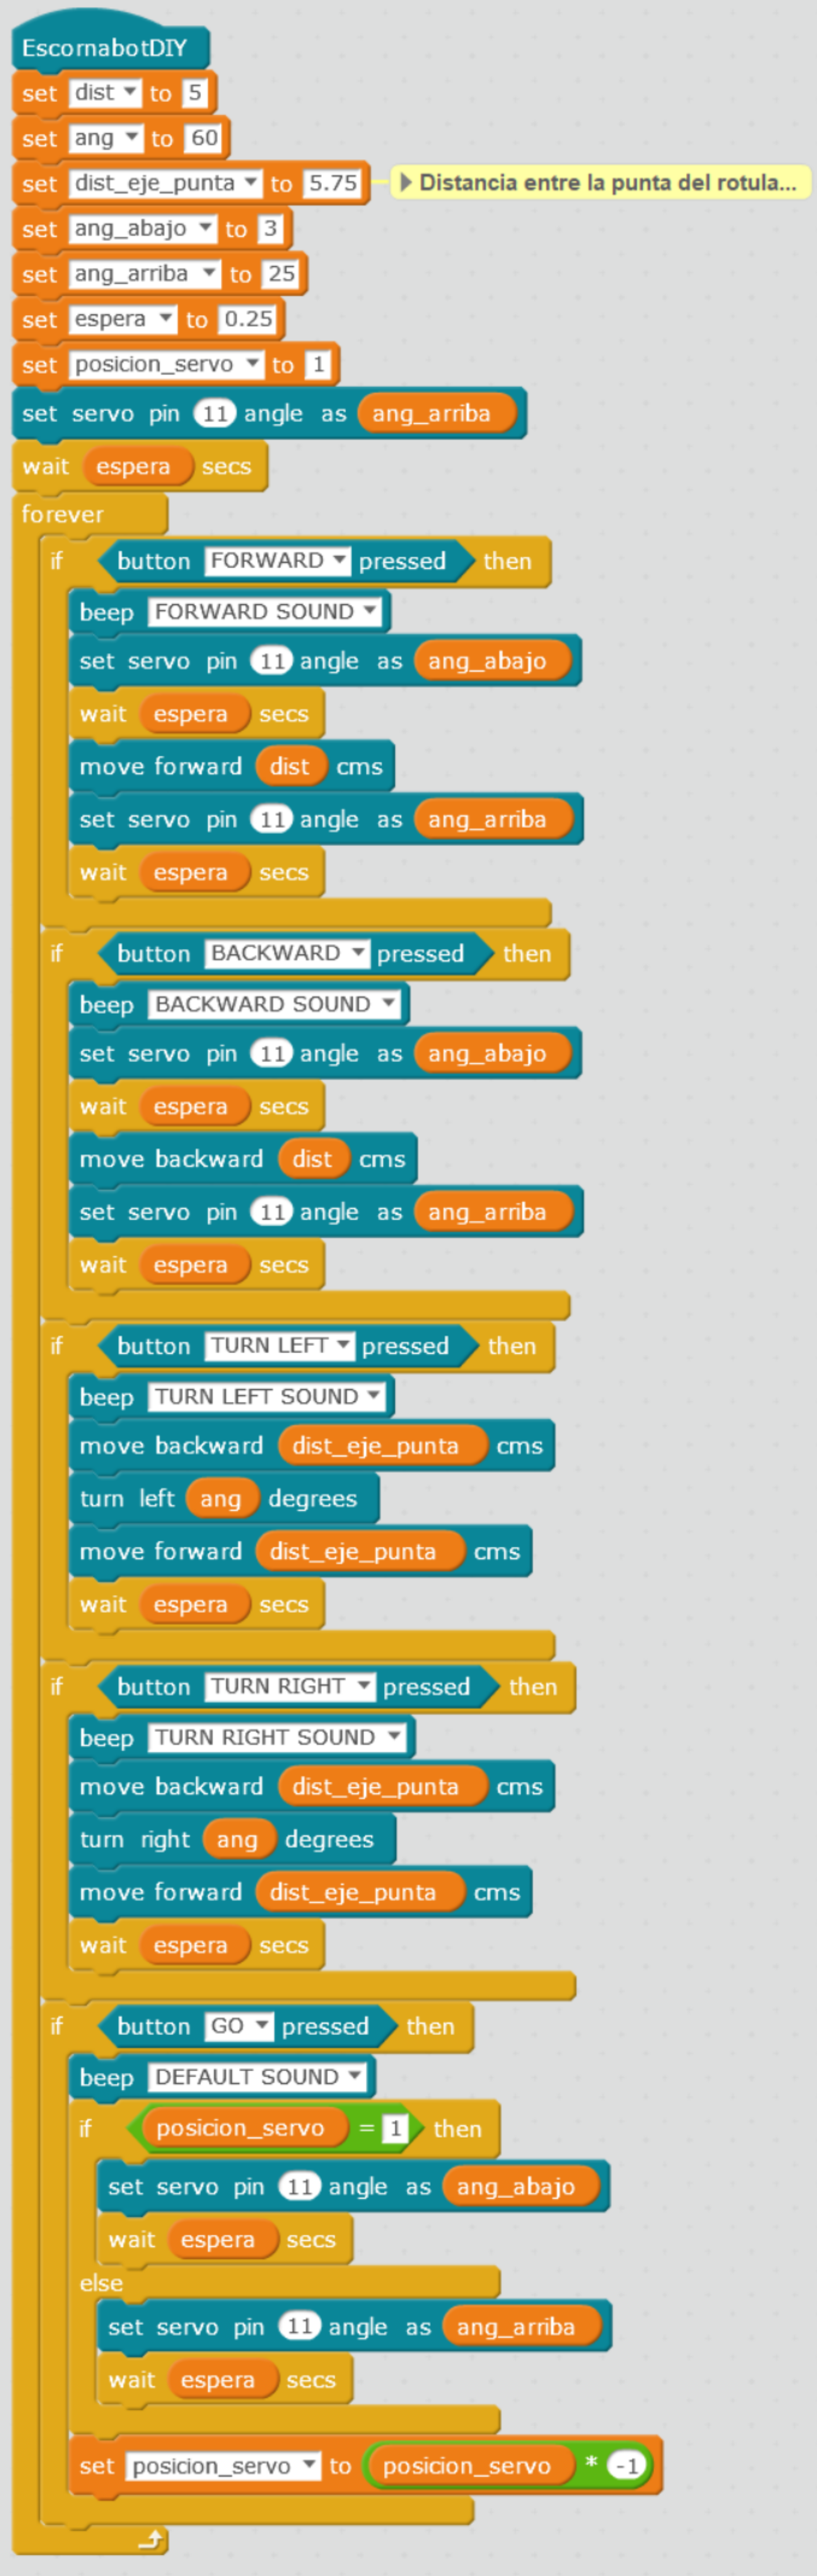 EscornabotDIY
set dist to 5
set ang to 60
set dist_eje_punta to 5.75 Distancia entre la punta del rotula...
set ang_abajo to 3
set ang_arriba to 25
set espera to 0.25
set posicion_servo to 1
set servo pin 11 angle as ang_arriba
wait espera secs
forever
if button FORWARD pressed then
beep FORWARD SOUND
set servo pin 11 angle as ang_abajo
wait espera secs
move forward dist cms
set servo pin 11 angle as ang_arriba
wait espera secs
if button BACKWARD pressed then
beep BACKWARD SOUND
set servo pin 11 angle as ang_abajo
wait espera secs
move backward dist cms
set servo pin 11 angle as ang_arriba
wait espera secs
if button TURN LEFT pressed then
beep TURN LEFT SOUND
move backward dist_eje_punta cms
turn left ang degrees
move forward dist_eje_punta cms
wait espera secs
if button TURN RIGHT pressed then
beep TURN RIGHT SOUND
move backward dist_eje_punta cms
turn right ang degrees
move forward dist_eje_punta cms
wait espera secs
if button GO pressed then
beep DEFAULT SOUND
if posicion_servo = 1 then
set servo pin 11 angle as ang_abajo
wait espera secs
else
set servo pin 11 angle as ang_arriba
wait espera secs
set posicion_servo to posicion_servo * -1